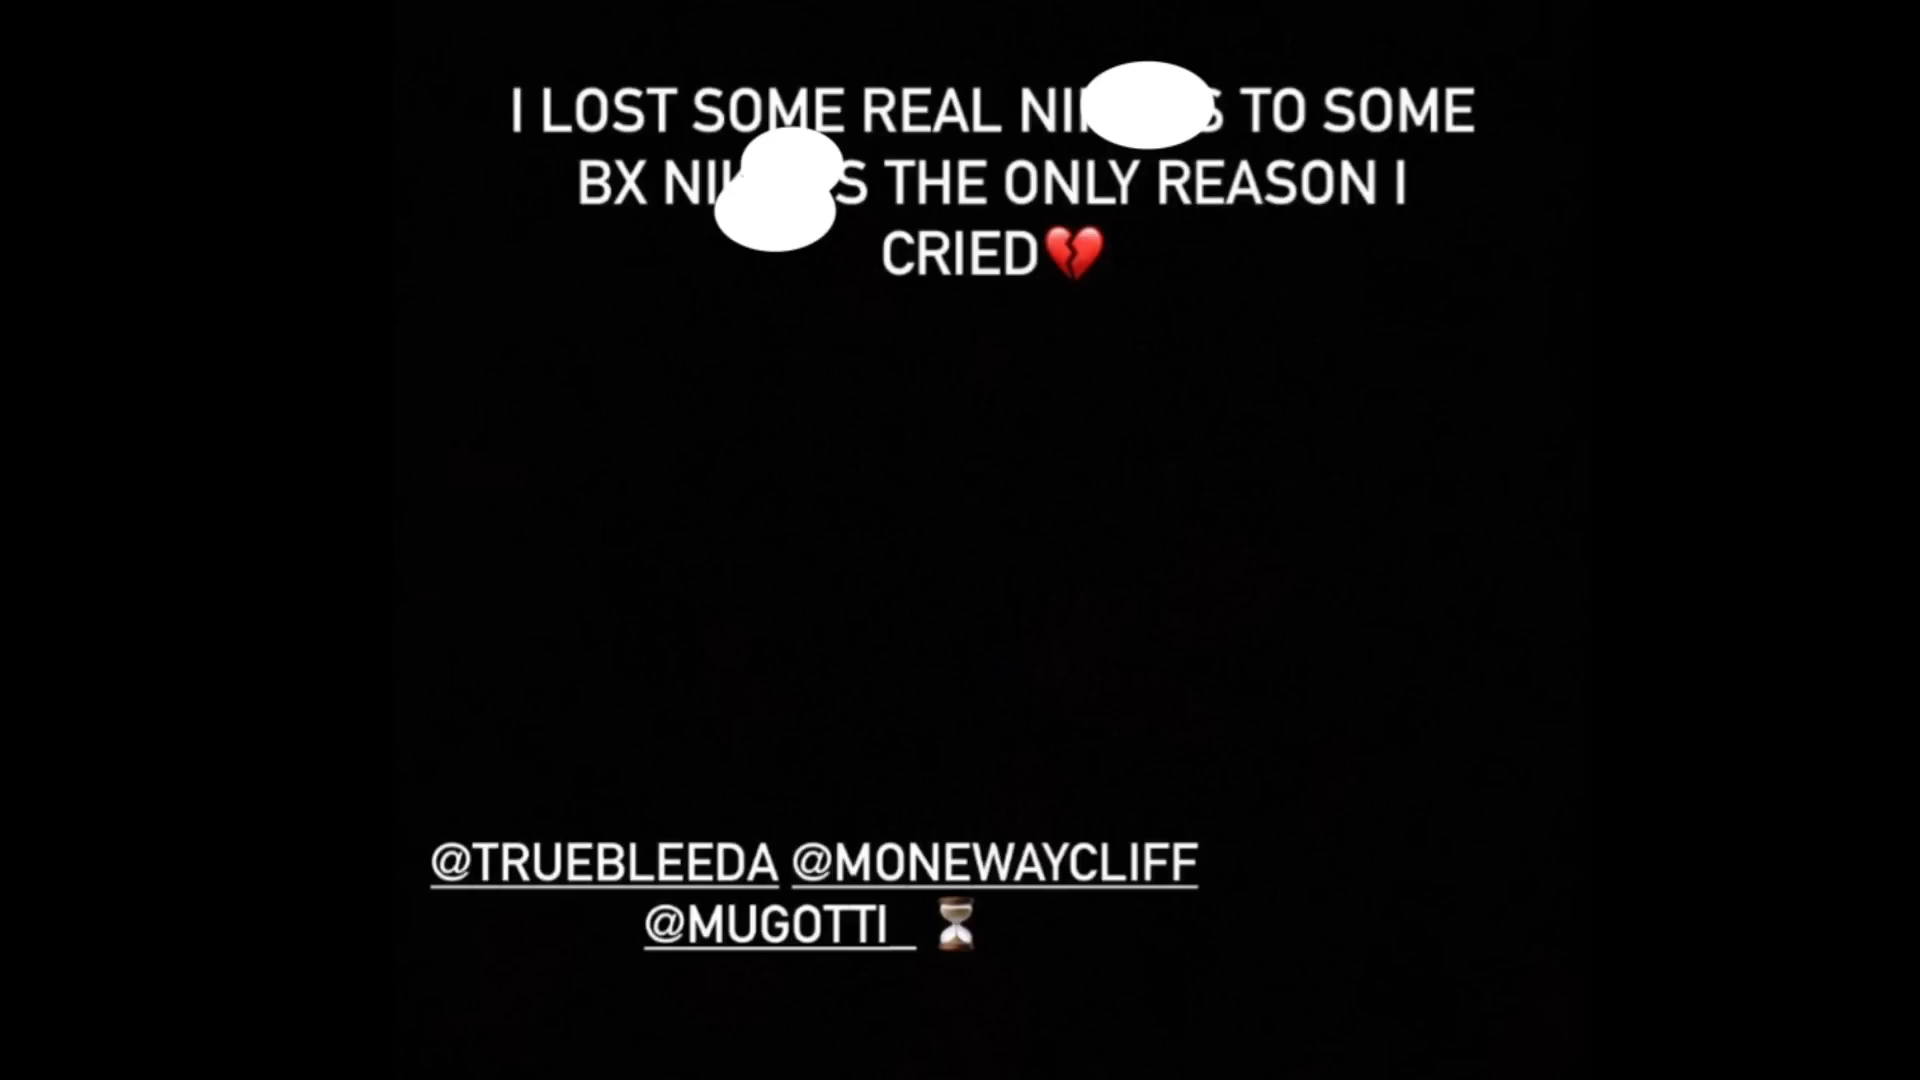 I LOST SOME REAL TO SOME
BX THE ONLY REASON I
CRIED💔
@TRUEBLEEDA @MONEWAYCLIFF
@MUGOTTI_ ⏳